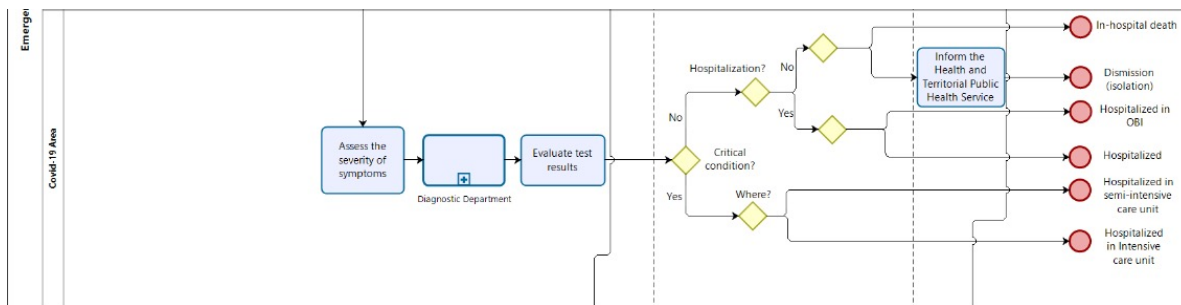 Emerge
Covid-19 Area
Assess the
severity of
symptoms
Diagnostic Department
Evaluate test
results
Critical
condition?
No
Yes
Hospitalization?
No
Yes
Where?
Inform the
Health and
Territorial Public
Health Service
In-hospital death
Dismission
(isolation)
Hospitalized in
OBI
Hospitalized
Hospitalized in
semi-intensive
care unit
Hospitalized
in Intensive
care unit